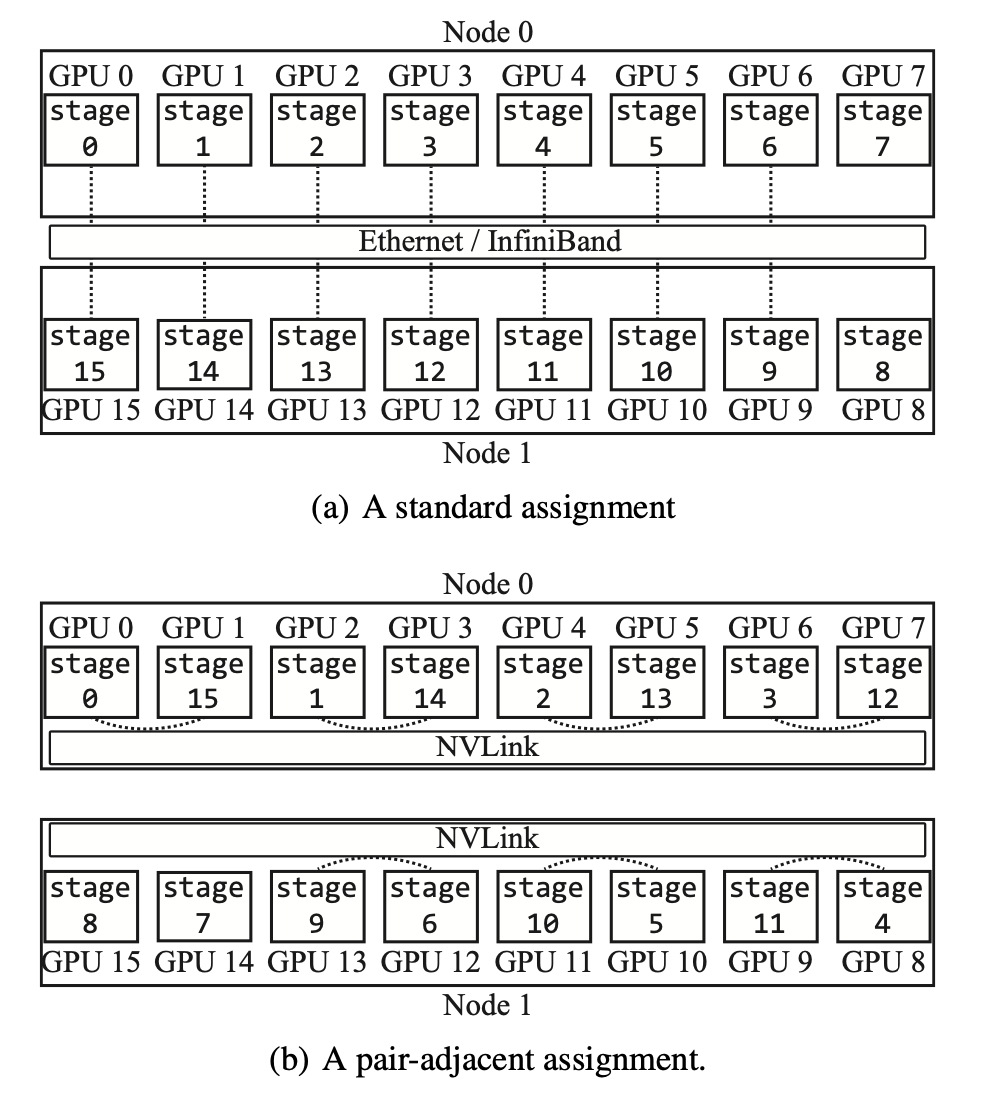 Node 0
GPU 0 GPU 1 GPU 2 GPU 3 GPU 4 GPU 5 GPU 6 GPU 7
stage stage stage stage stage stage stage stage
0 1 2 3 4 5 6 7
Ethernet / InfiniBand
stage stage stage stage stage stage stage stage
15 14 13 12 11 10 9 8
GPU 15 GPU 14 GPU 13 GPU 12 GPU 11 GPU 10 GPU 9 GPU 8
Node 1
(a) A standard assignment
Node 0
GPU 0 GPU 1 GPU 2 GPU 3 GPU 4 GPU 5 GPU 6 GPU 7
stage stage stage stage stage stage stage stage
0 15 1 14 2 13 3 12
NVLink
NVLink
stage stage stage stage stage stage stage stage
8 7 9 6 10 5 11 4
GPU 15 GPU 14 GPU 13 GPU 12 GPU 11 GPU 10 GPU 9 GPU 8
Node 1
(b) A pair-adjacent assignment.